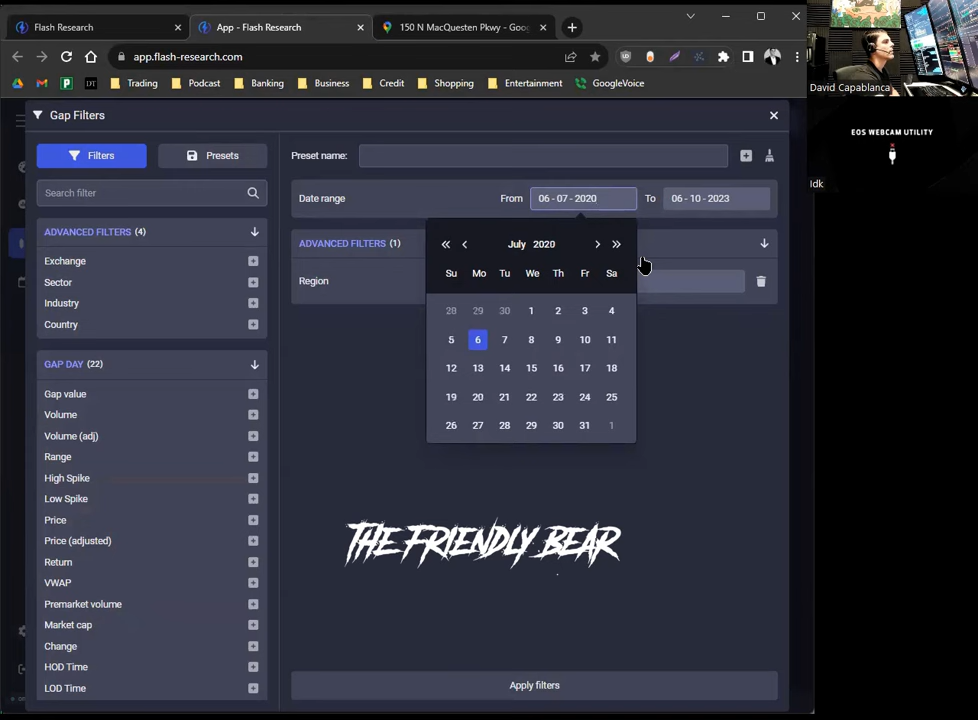 Flash Research
App - Flash Research
150 N MacQuesten Pkwy - Goo
app.flash-research.com
Trading
Podcast
Banking
Business
Credit
Shopping
Entertainment
GoogleVoice
David Capablanca
EOS WEBCAM UTILITY
Idk
Gap Filters
Filters
Presets
Search filter
ADVANCED FILTERS (4)
Exchange
Sector
Industry
Country
GAP DAY (22)
Gap value
Volume
Volume (adj)
Range
High Spike
Low Spike
Price
Price (adjusted)
Return
VWAP
Premarket volume
Market cap
Change
HOD Time
LOD Time
Preset name:
Date range From 06 - 07 - 2020 To 06 - 10 - 2023
ADVANCED FILTERS (1)
Region
« ‹ July 2020 › »
Su Mo Tu We Th Fr Sa
28 29 30 1 2 3 4
5 6 7 8 9 10 11
12 13 14 15 16 17 18
19 20 21 22 23 24 25
26 27 28 29 30 31 1
THE FRIENDLY BEAR
Apply filters